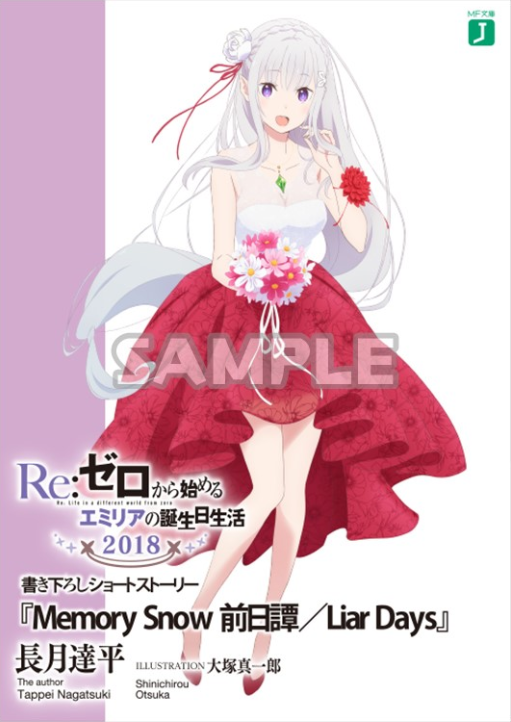 MF文庫
J
SAMPLE
Re:ゼロから始める
Re: Life in a different world from zero
エミリアの誕生日生活
2018
書き下ろしショートストーリー
『Memory Snow 前日譚／Liar Days』
長月達平 ILLUSTRATION 大塚真一郎
The author
Tappei Nagatsuki
Shinichirou
Otsuka